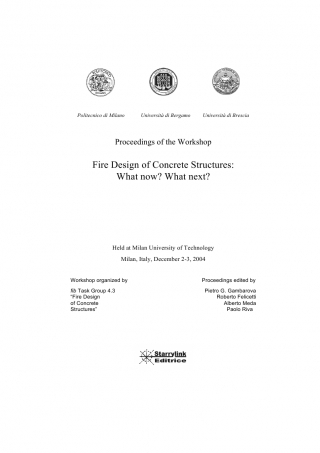 Politecnico di Milano Università di Bergamo Università di Brescia
Proceedings of the Workshop
Fire Design of Concrete Structures:
What now? What next?
Held at Milan University of Technology
Milan, Italy, December 2-3, 2004
Workshop organized by Proceedings edited by
fib Task Group 4.3 Pietro G. Gambarova
"Fire Design Roberto Felicetti
of Concrete Alberto Meda
Structures" Paolo Riva
Starrylink
Editrice